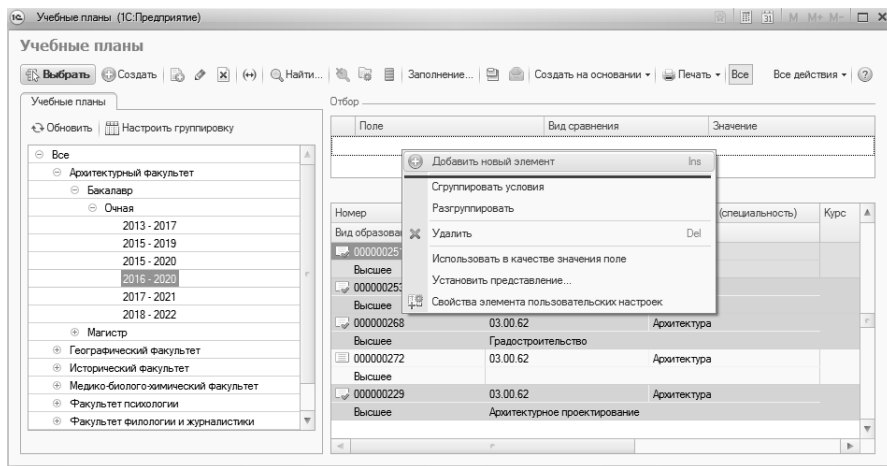 1С Учебные планы (1С:Предприятие) M M+ M-
Учебные планы
Выбрать Создать Найти... Заполнение... Создать на основании Печать Все Все действия ?
Учебные планы
Обновить Настроить группировку
Все
Архитектурный факультет
Бакалавр
Очная
2013 - 2017
2015 - 2019
2015 - 2020
2016 - 2020
2017 - 2021
2018 - 2022
Магистр
Географический факультет
Исторический факультет
Медико-биолого-химический факультет
Факультет психологии
Факультет филологии и журналистики
Отбор
Поле Вид сравнения Значение
Добавить новый элемент Ins
Сгруппировать условия
Разгруппировать
Удалить Del
Использовать в качестве значения поле
Установить представление...
Свойства элемента пользовательских настроек
Номер (специальность) Курс
Вид образован
000000251
Высшее
000000253
Высшее
000000268 03.00.62 Архитектура
Высшее Градостроительство
000000272 03.00.62 Архитектура
Высшее
000000229 03.00.62 Архитектура
Высшее Архитектурное проектирование